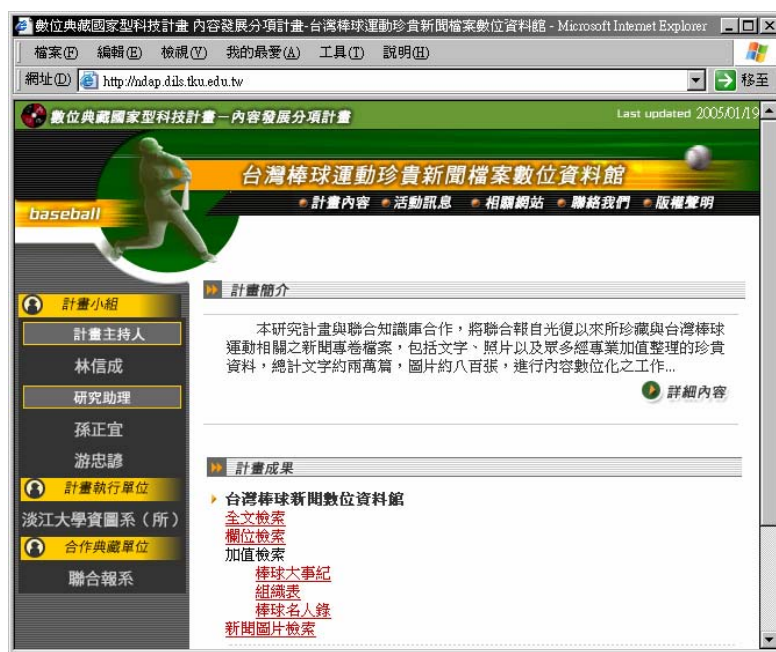 數位典藏國家型科技計畫 內容發展分項計畫-台灣棒球運動珍貴新聞檔案數位資料館 - Microsoft Internet Explorer
檔案(F) 編輯(E) 檢視(V) 我的最愛(A) 工具(T) 說明(H)
網址(D) http://ndap.dils.tku.edu.tw 移至
數位典藏國家型科技計畫－內容發展分項計畫 Last updated 2005/01/19
台灣棒球運動珍貴新聞檔案數位資料館
baseball
計畫內容 活動訊息 相關網站 聯絡我們 版權聲明
計畫小組
計畫主持人
林信成
研究助理
孫正宜
游忠諺
計畫執行單位
淡江大學資圖系（所）
合作典藏單位
聯合報系
計畫簡介
本研究計畫與聯合知識庫合作，將聯合報自光復以來所珍藏與台灣棒球
運動相關之新聞專卷檔案，包括文字、照片以及眾多經專業加值整理的珍貴
資料，總計文字約兩萬篇，圖片約八百張，進行內容數位化之工作...
詳細內容
計畫成果
台灣棒球新聞數位資料館
全文檢索
欄位檢索
加值檢索
棒球大事紀
組織表
棒球名人錄
新聞圖片檢索